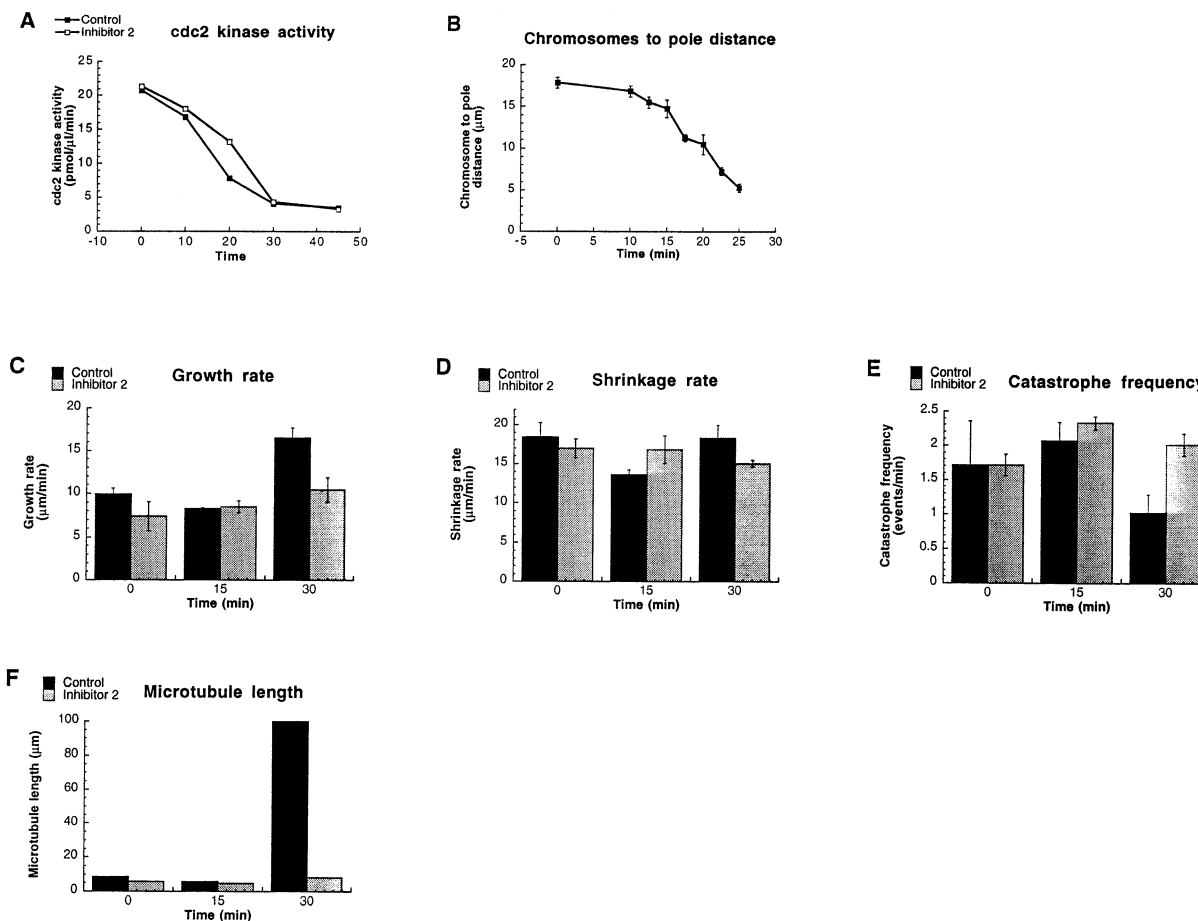 A
Control
Inhibitor 2
cdc2 kinase activity
cdc2 kinase activity
(pmol/µl/min)
25
20
15
10
5
0
-10 0 10 20 30 40 50
Time
B
Chromosomes to pole distance
Chromosome to pole
distance (µm)
20
15
10
5
0
-5 0 5 10 15 20 25 30
Time (min)
C
Control
Inhibitor 2
Growth rate
Growth rate
(µm/min)
20
15
10
5
0
0 15 30
Time (min)
D
Control
Inhibitor 2
Shrinkage rate
Shrinkage rate
(µm/min)
20
15
10
5
0
0 15 30
Time (min)
E
Control
Inhibitor 2
Catastrophe frequency
Catastrophe frequency
(events/min)
2.5
2
1.5
1
0.5
0
0 15 30
Time (min)
F
Control
Inhibitor 2
Microtubule length
Microtubule length (µm)
100
80
60
40
20
0
0 15 30
Time (min)